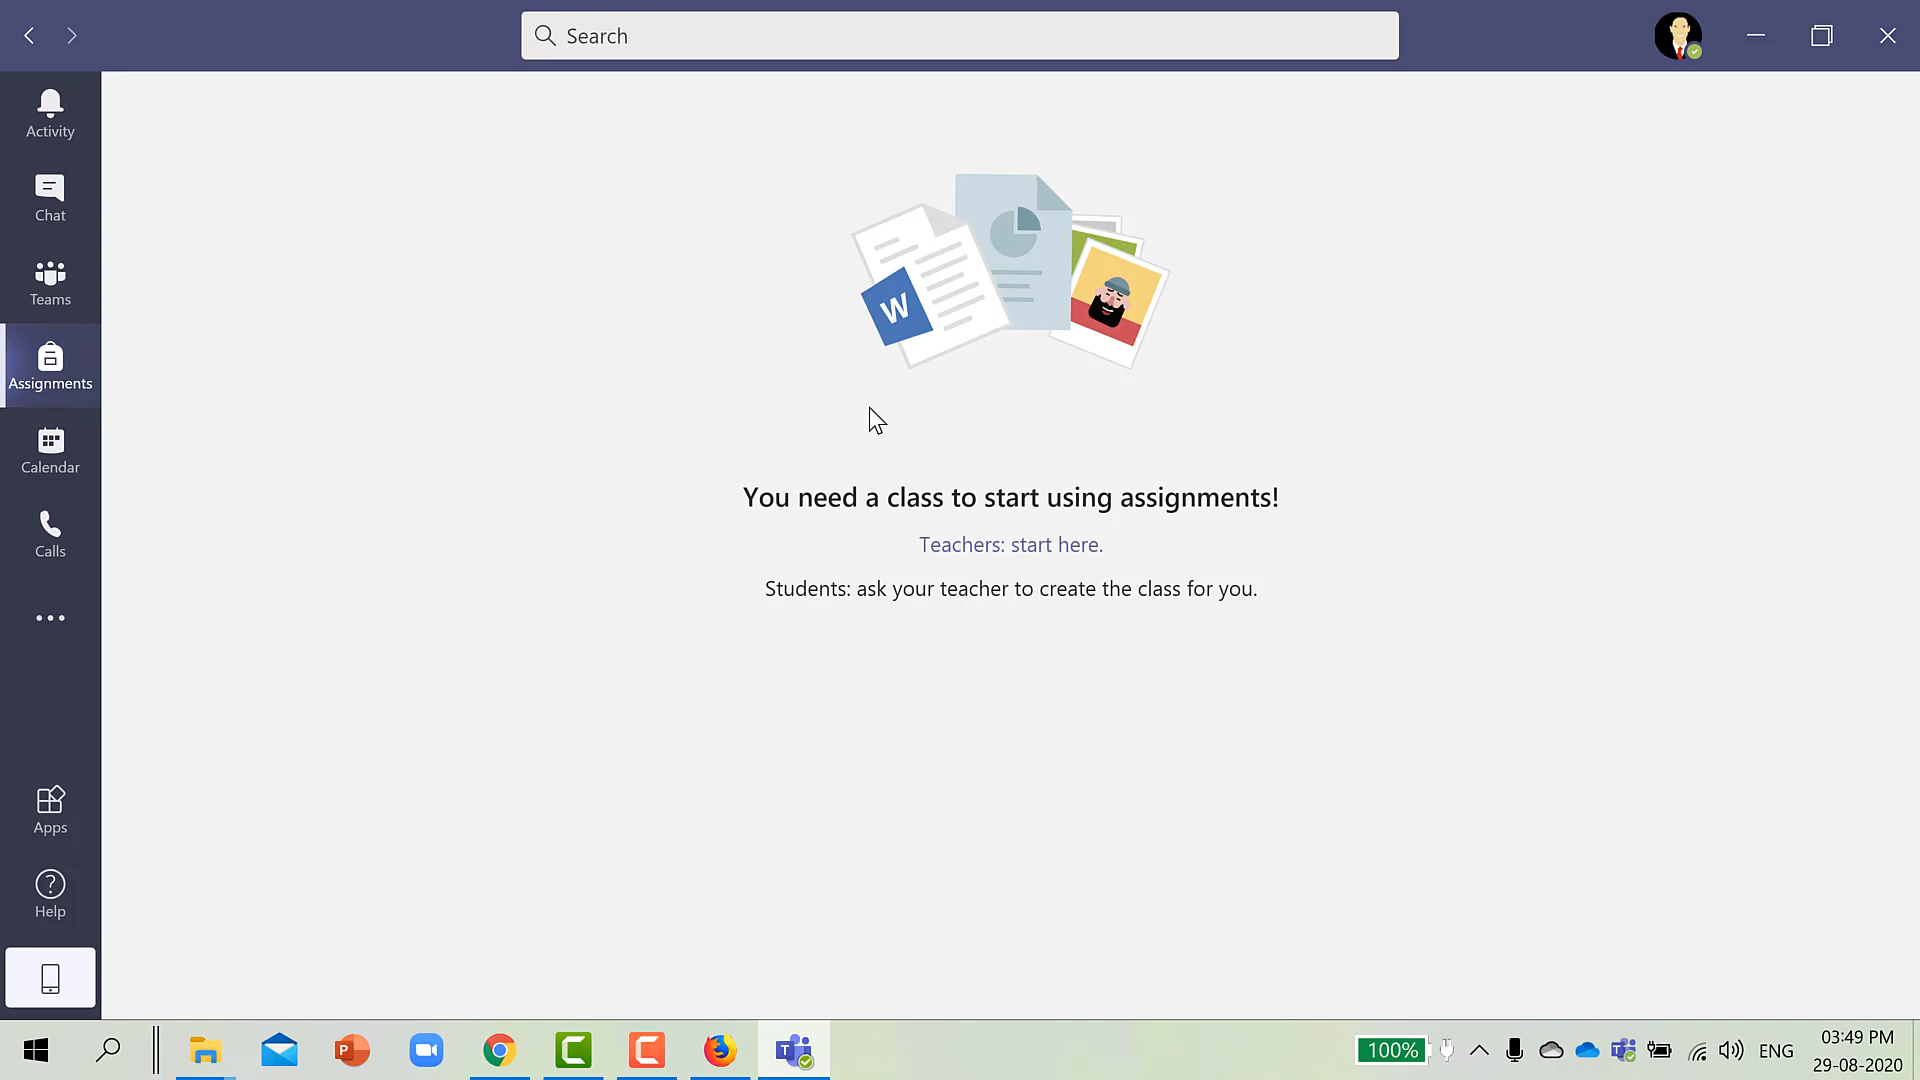 Search
Activity
Chat
Teams
Assignments
Calendar
Calls
Apps
Help
W
You need a class to start using assignments!
Teachers: start here.
Students: ask your teacher to create the class for you.
P
T
100%
ENG
03:49 PM
29-08-2020